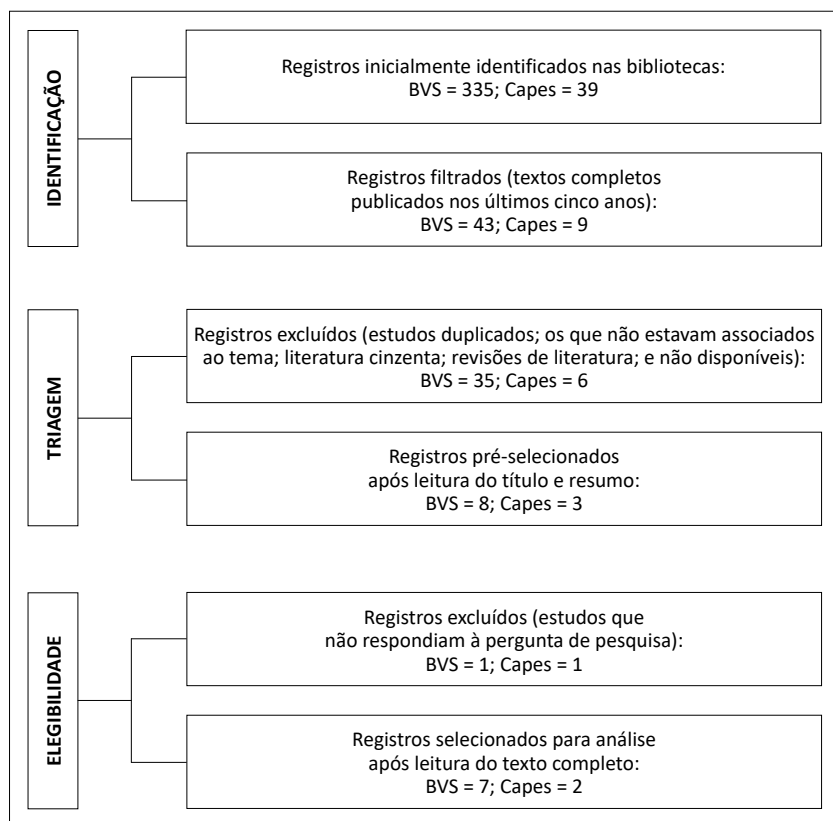 IDENTIFICAÇÃO
Registros inicialmente identificados nas bibliotecas:
BVS = 335; Capes = 39
Registros filtrados (textos completos
publicados nos últimos cinco anos):
BVS = 43; Capes = 9
TRIAGEM
Registros excluídos (estudos duplicados; os que não estavam associados
ao tema; literatura cinzenta; revisões de literatura; e não disponíveis):
BVS = 35; Capes = 6
Registros pré-selecionados
após leitura do título e resumo:
BVS = 8; Capes = 3
ELEGIBILIDADE
Registros excluídos (estudos que
não respondiam à pergunta de pesquisa):
BVS = 1; Capes = 1
Registros selecionados para análise
após leitura do texto completo:
BVS = 7; Capes = 2